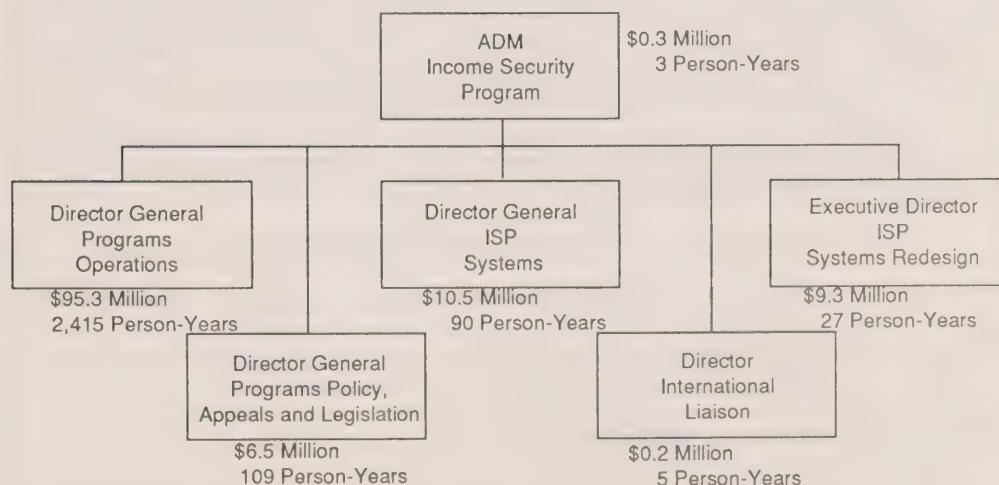 ADM
Income Security
Program
$0.3 Million
3 Person-Years
Director General
Programs
Operations
$95.3 Million
2,415 Person-Years
Director General
ISP
Systems
$10.5 Million
90 Person-Years
Executive Director
ISP
Systems Redesign
$9.3 Million
27 Person-Years
Director General
Programs Policy,
Appeals and Legislation
$6.5 Million
109 Person-Years
Director
International
Liaison
$0.2 Million
5 Person-Years